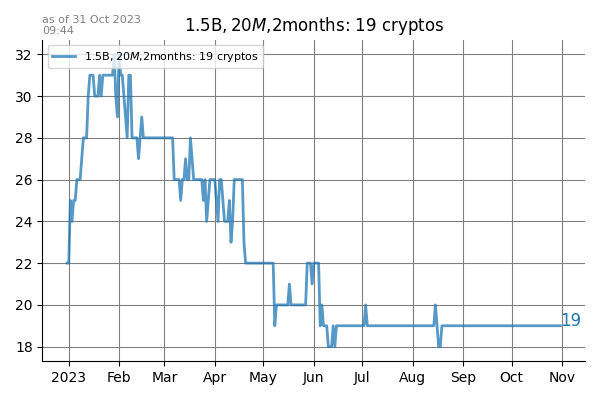 as of 31 Oct 2023
09:44
1.5B, 20M,2months: 19 cryptos
1.5B, 20M,2months: 19 cryptos
32
30
28
26
24
22
20
18
19
2023 Feb Mar Apr May Jun Jul Aug Sep Oct Nov